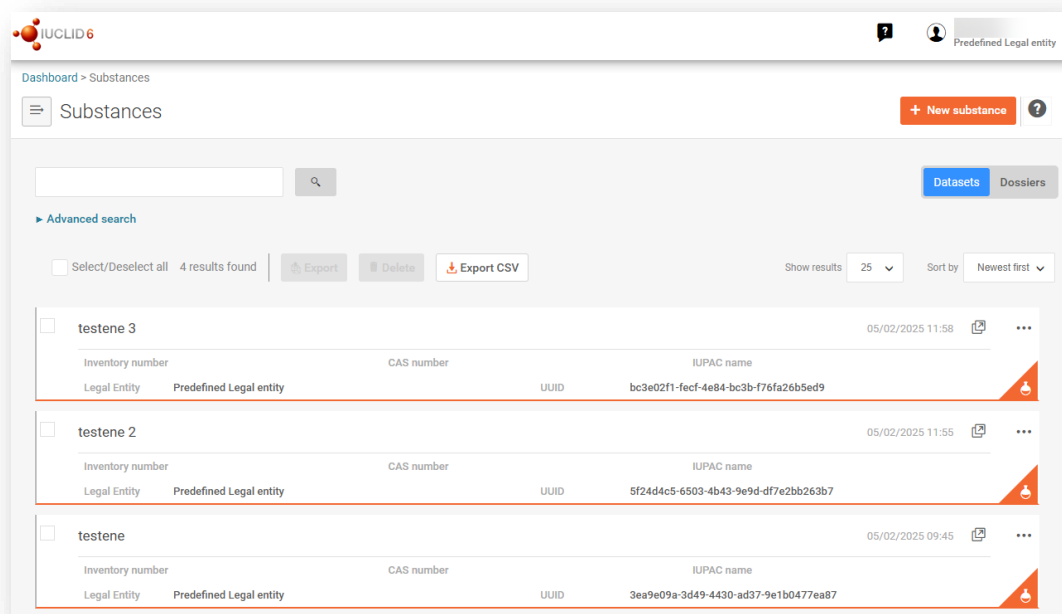 IUCLID 6
Predefined Legal entity
Dashboard > Substances
Substances
+ New substance
Datasets Dossiers
▸ Advanced search
Select/Deselect all 4 results found Export Delete Export CSV Show results 25 Sort by Newest first
testene 3 05/02/2025 11:58
Inventory number CAS number IUPAC name
Legal Entity Predefined Legal entity UUID bc3e02f1-fecf-4e84-bc3b-f76fa26b5ed9
testene 2 05/02/2025 11:55
Inventory number CAS number IUPAC name
Legal Entity Predefined Legal entity UUID 5f24d4c5-6503-4b43-9e9d-df7e2bb263b7
testene 05/02/2025 09:45
Inventory number CAS number IUPAC name
Legal Entity Predefined Legal entity UUID 3ea9e09a-3d49-4430-ad37-9e1b0477ea87